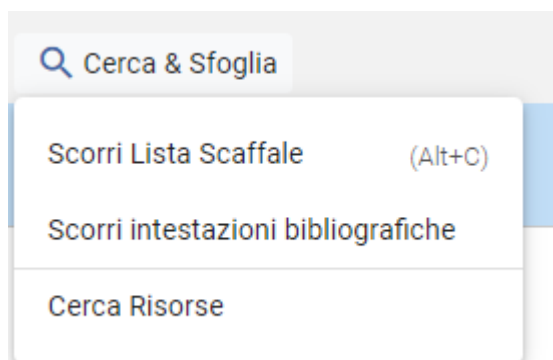 Cerca & Sfoglia
Scorri Lista Scaffale (Alt+C)
Scorri intestazioni bibliografiche
Cerca Risorse